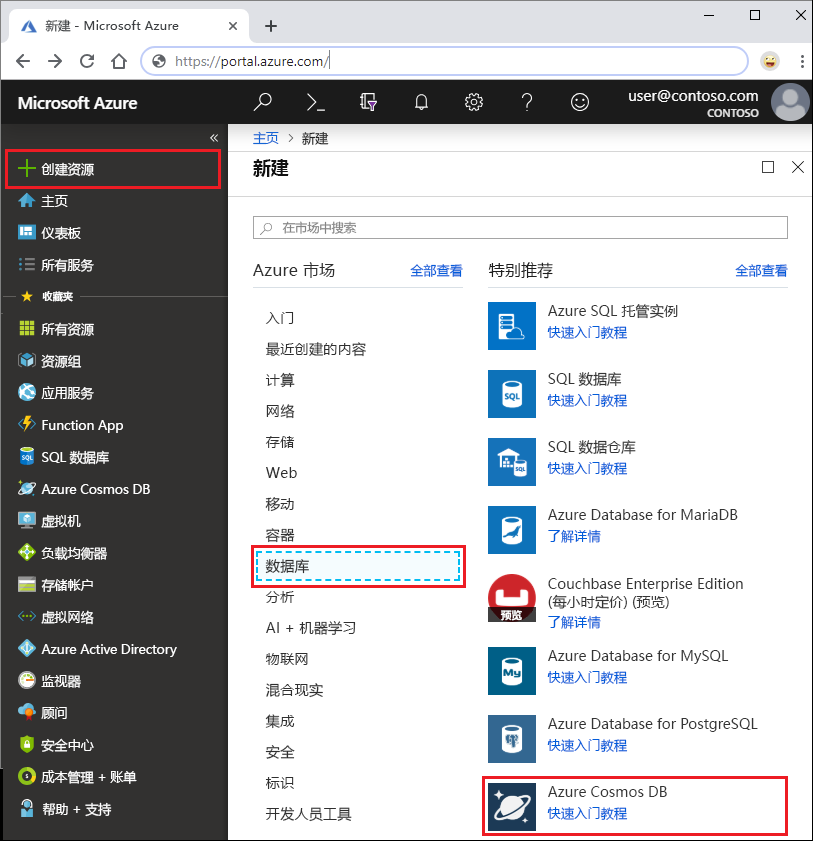 新建 - Microsoft Azure
https://portal.azure.com/
Microsoft Azure
user@contoso.com
CONTOSO
创建资源
主页
仪表板
所有服务
收藏夹
所有资源
资源组
应用服务
Function App
SQL 数据库
Azure Cosmos DB
虚拟机
负载均衡器
存储帐户
虚拟网络
Azure Active Directory
监视器
顾问
安全中心
成本管理 + 账单
帮助 + 支持
主页 > 新建
新建
在市场中搜索
Azure 市场 全部查看
入门
最近创建的内容
计算
网络
存储
Web
移动
容器
数据库
分析
AI + 机器学习
物联网
混合现实
集成
安全
标识
开发人员工具
特别推荐 全部查看
Azure SQL 托管实例
快速入门教程
SQL
SQL 数据库
快速入门教程
SQL
SQL 数据仓库
快速入门教程
Azure Database for MariaDB
了解详情
预览
Couchbase Enterprise Edition
(每小时定价) (预览)
了解详情
My
Azure Database for MySQL
快速入门教程
Azure Database for PostgreSQL
快速入门教程
Azure Cosmos DB
快速入门教程